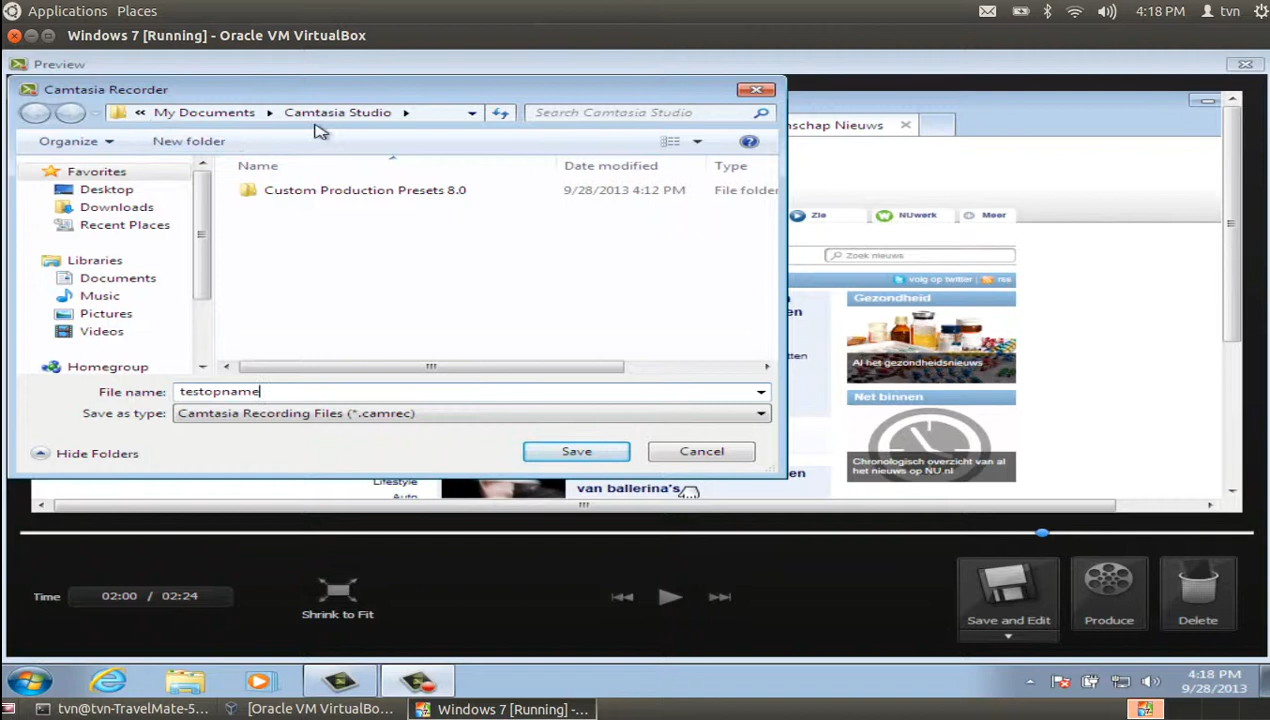 Applications Places
4:18 PM tvn
Windows 7 [Running] - Oracle VM VirtualBox
Preview
Camtasia Recorder
« My Documents Camtasia Studio
Search Camtasia Studio
schap Nieuws
Organize New folder
Favorites
Desktop
Downloads
Recent Places
Libraries
Documents
Music
Pictures
Videos
Homegroup
Name Date modified Type
Custom Production Presets 8.0 9/28/2013 4:12 PM File folder
File name: testopname
Save as type: Camtasia Recording Files (*.camrec)
Hide Folders
Save Cancel
Zie NUwerk Meer
Zoek nieuws
volg op twitter | rss
Gezondheid
Al het gezondheidsnieuws
Net binnen
Chronologisch overzicht van al
het nieuws op NU.nl
en
tten
Lifestyle
Auto
van ballerina's
Time 02:00 / 02:24
Shrink to Fit
Save and Edit
Produce
Delete
4:18 PM
9/28/2013
tvn@tvn-TravelMate-5...
[Oracle VM VirtualBo...
Windows 7 [Running] -...